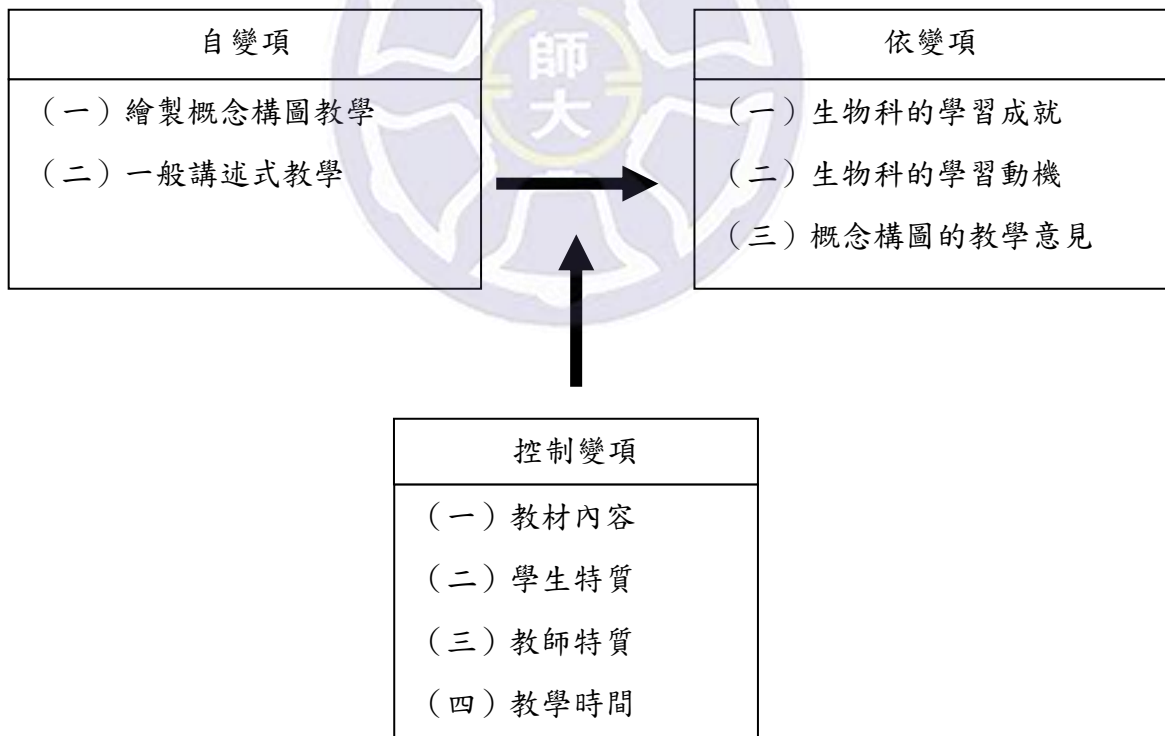 自變項
（一）繪製概念構圖教學
（二）一般講述式教學
依變項
（一）生物科的學習成就
（二）生物科的學習動機
（三）概念構圖的教學意見
師
大
控制變項
（一）教材內容
（二）學生特質
（三）教師特質
（四）教學時間